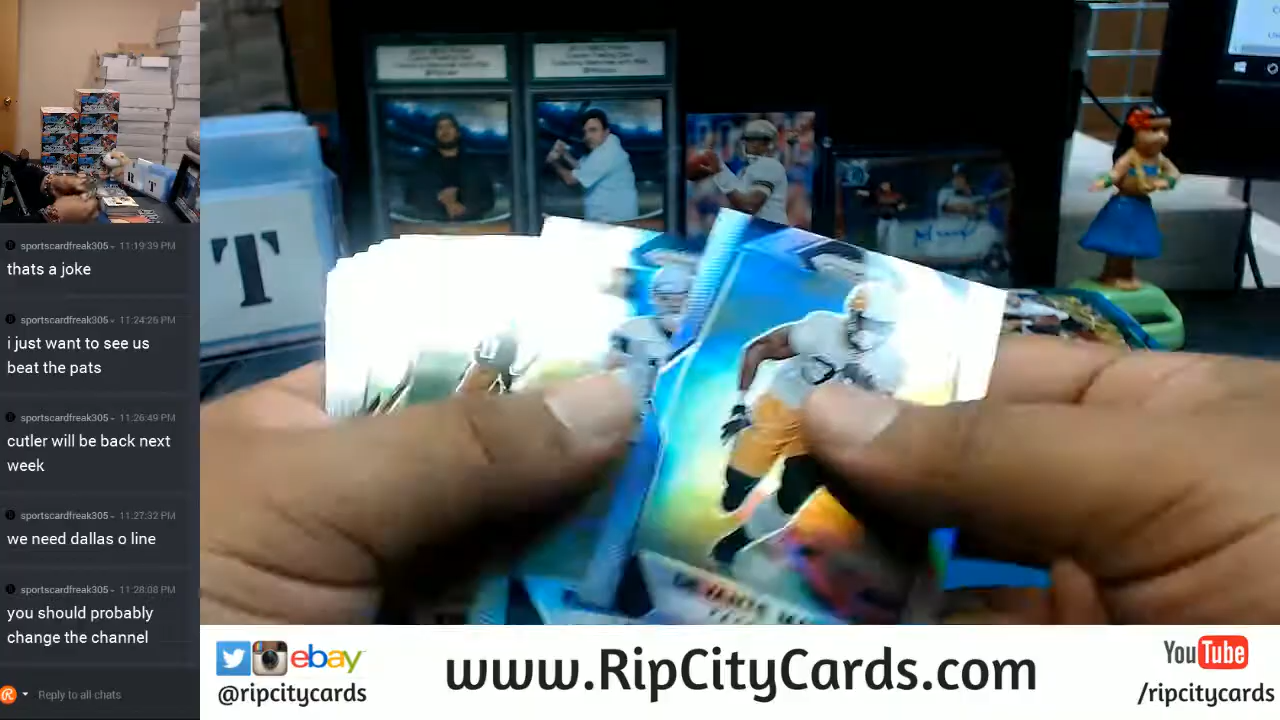 sportscardfreak305- 11:19:39 PM
thats a joke
sportscardfreak305- 11:24:26 PM
i just want to see us
beat the pats
sportscardfreak305- 11:26:49 PM
cutler will be back next
week
sportscardfreak305- 11:27:32 PM
we need dallas o line
sportscardfreak305- 11:28:08 PM
you should probably
change the channel
Reply to all chats
T
R T
ebay
@ripcitycards
www.RipCityCards.com
YouTube
/ripcitycards